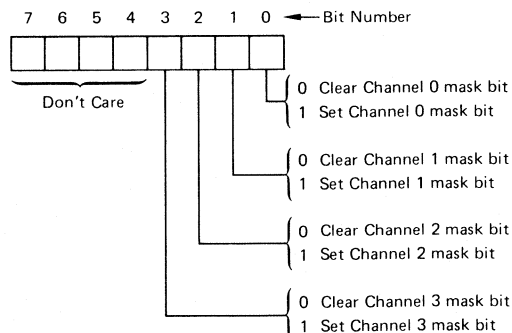 7 6 5 4 3 2 1 0 Bit Number
Don't Care
0 Clear Channel 0 mask bit
1 Set Channel 0 mask bit
0 Clear Channel 1 mask bit
1 Set Channel 1 mask bit
0 Clear Channel 2 mask bit
1 Set Channel 2 mask bit
0 Clear Channel 3 mask bit
1 Set Channel 3 mask bit